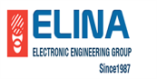 ELINA
ELECTRONIC ENGINEERING GROUP
Since1987